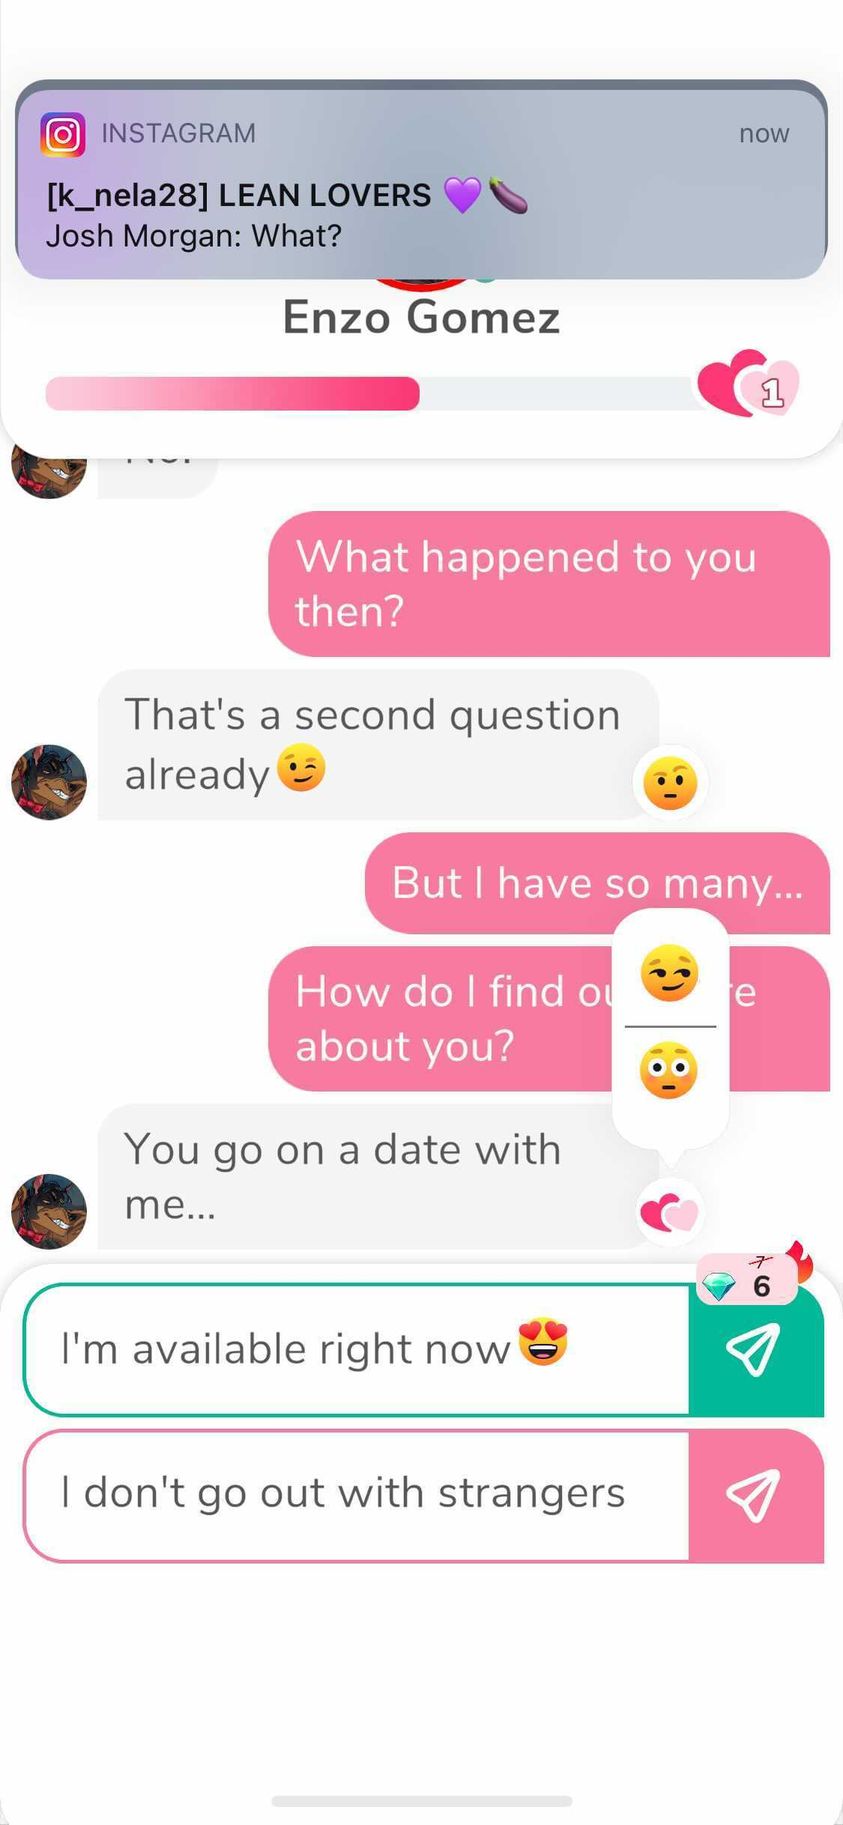 INSTAGRAM now
[k_nela28] LEAN LOVERS 💜🍆
Josh Morgan: What?
Enzo Gomez
1
What happened to you
then?
That's a second question
already😉
But I have so many...
How do I find
about you?
You go on a date with
me...
7
6
I'm available right now😍
I don't go out with strangers